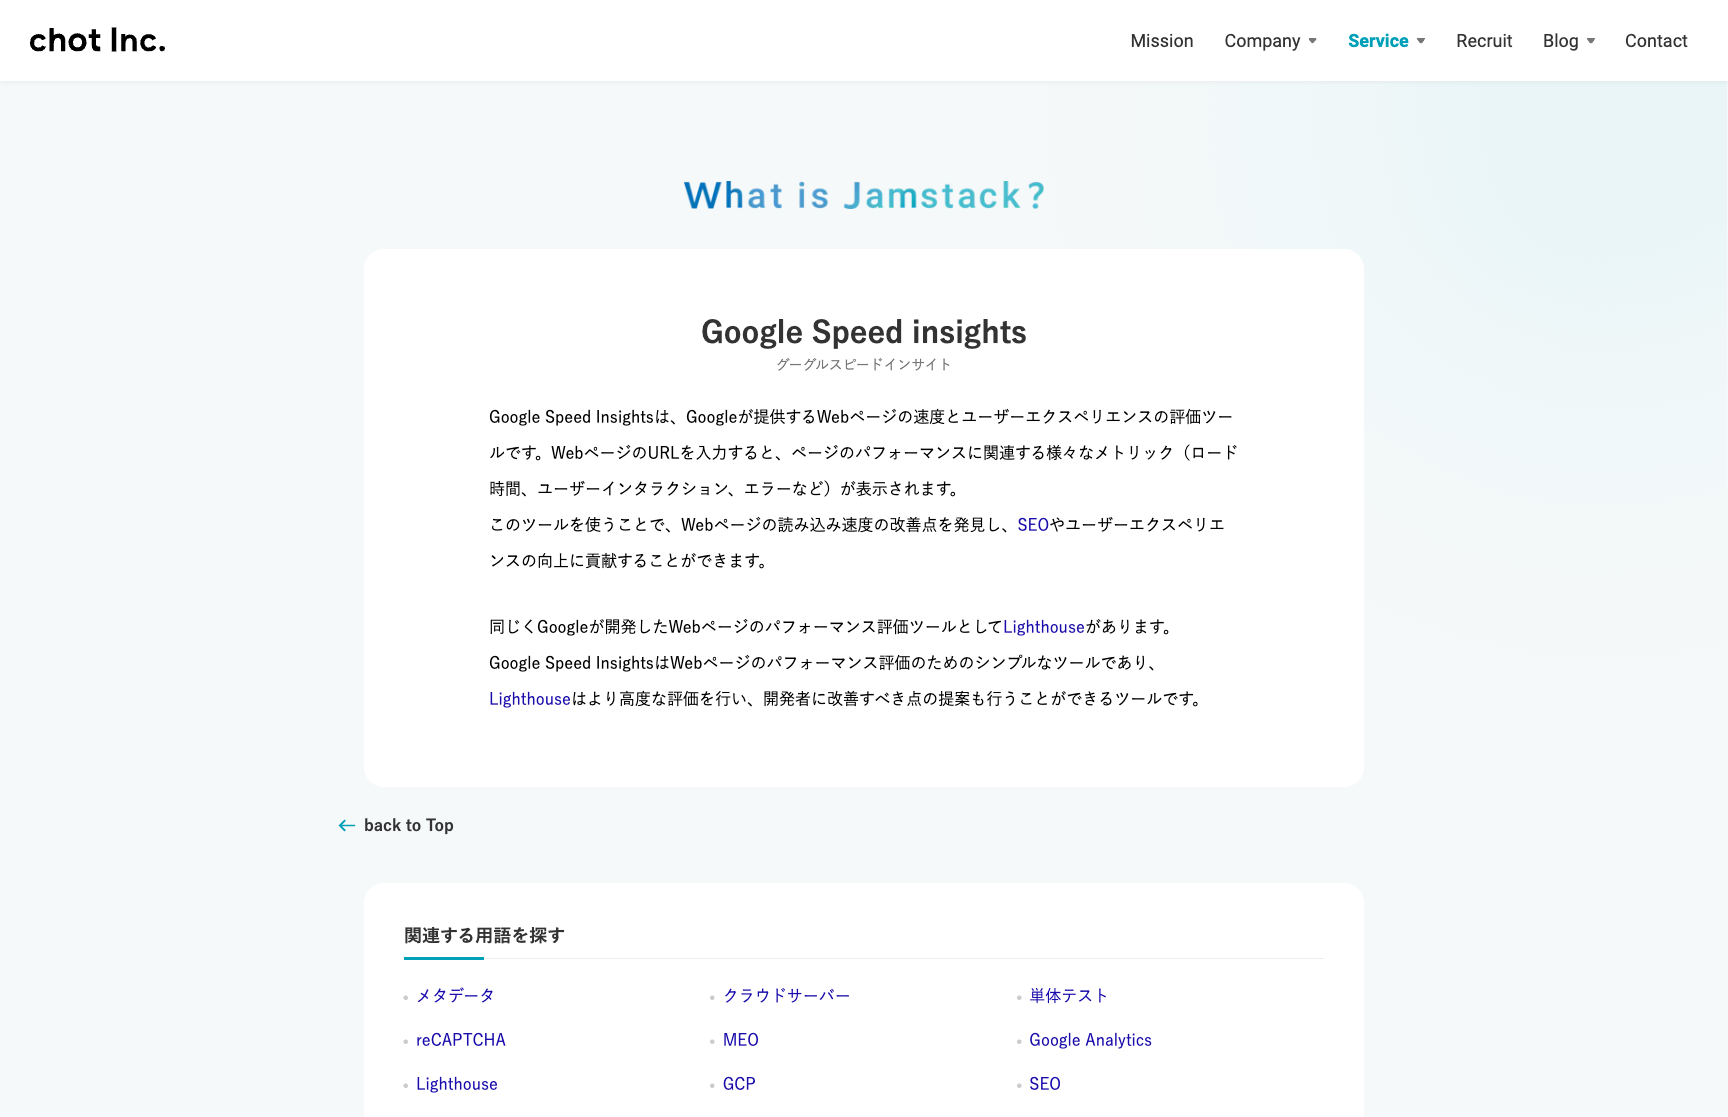 chot Inc.
Mission Company Service Recruit Blog Contact
What is Jamstack?
Google Speed insights
グーグルスピードインサイト
Google Speed Insightsは、Googleが提供するWebページの速度とユーザーエクスペリエンスの評価ツー
ルです。WebページのURLを入力すると、ページのパフォーマンスに関連する様々なメトリック（ロード
時間、ユーザーインタラクション、エラーなど）が表示されます。
このツールを使うことで、Webページの読み込み速度の改善点を発見し、SEOやユーザーエクスペリエ
ンスの向上に貢献することができます。
同じくGoogleが開発したWebページのパフォーマンス評価ツールとしてLighthouseがあります。
Google Speed InsightsはWebページのパフォーマンス評価のためのシンプルなツールであり、
Lighthouseはより高度な評価を行い、開発者に改善すべき点の提案も行うことができるツールです。
back to Top
関連する用語を探す
メタデータ クラウドサーバー 単体テスト
reCAPTCHA MEO Google Analytics
Lighthouse GCP SEO